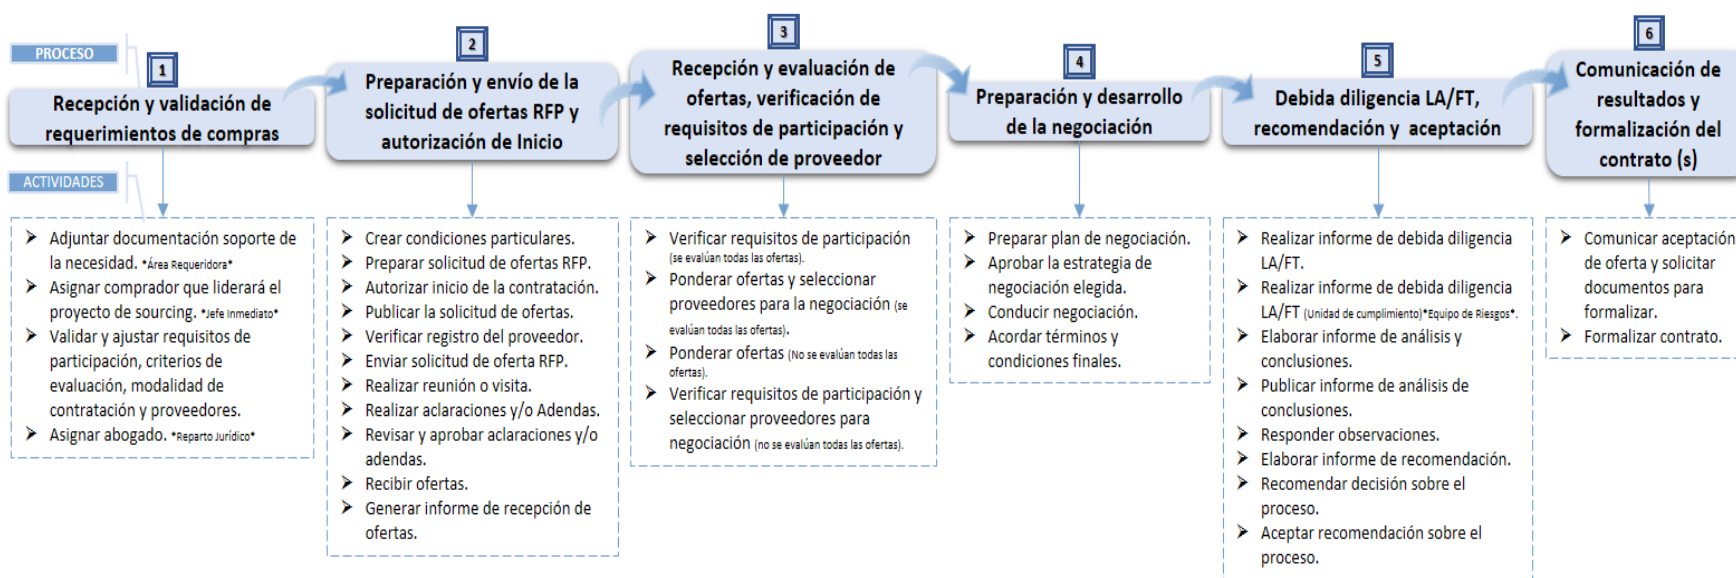 PROCESO
1
Recepción y validación de
requerimientos de compras
2
Preparación y envío de la
solicitud de ofertas RFP y
autorización de Inicio
3
Recepción y evaluación de
ofertas, verificación de
requisitos de participación y
selección de proveedor
4
Preparación y desarrollo
de la negociación
5
Debida diligencia LA/FT,
recomendación y aceptación
6
Comunicación de
resultados y
formalización del
contrato (s)
ACTIVIDADES
➢ Adjuntar documentación soporte de
la necesidad. *Área Requeridora*
➢ Asignar comprador que liderará el
proyecto de sourcing. *Jefe Inmediato*
➢ Validar y ajustar requisitos de
participación, criterios de
evaluación, modalidad de
contratación y proveedores.
➢ Asignar abogado. *Reparto Jurídico*
➢ Crear condiciones particulares.
➢ Preparar solicitud de ofertas RFP.
➢ Autorizar inicio de la contratación.
➢ Publicar la solicitud de ofertas.
➢ Verificar registro del proveedor.
➢ Enviar solicitud de oferta RFP.
➢ Realizar reunión o visita.
➢ Realizar aclaraciones y/o Adendas.
➢ Revisar y aprobar aclaraciones y/o
adendas.
➢ Recibir ofertas.
➢ Generar informe de recepción de
ofertas.
➢ Verificar requisitos de participación
(se evalúan todas las ofertas).
➢ Ponderar ofertas y seleccionar
proveedores para la negociación (se
evalúan todas las ofertas).
➢ Ponderar ofertas (No se evalúan todas las
ofertas).
➢ Verificar requisitos de participación y
seleccionar proveedores para
negociación (no se evalúan todas las ofertas).
➢ Preparar plan de negociación.
➢ Aprobar la estrategia de
negociación elegida.
➢ Conducir negociación.
➢ Acordar términos y
condiciones finales.
➢ Realizar informe de debida diligencia
LA/FT.
➢ Realizar informe de debida diligencia
LA/FT (Unidad de cumplimiento)*Equipo de Riesgos*.
➢ Elaborar informe de análisis y
conclusiones.
➢ Publicar informe de análisis de
conclusiones.
➢ Responder observaciones.
➢ Elaborar informe de recomendación.
➢ Recomendar decisión sobre el
proceso.
➢ Aceptar recomendación sobre el
proceso.
➢ Comunicar aceptación
de oferta y solicitar
documentos para
formalizar.
➢ Formalizar contrato.